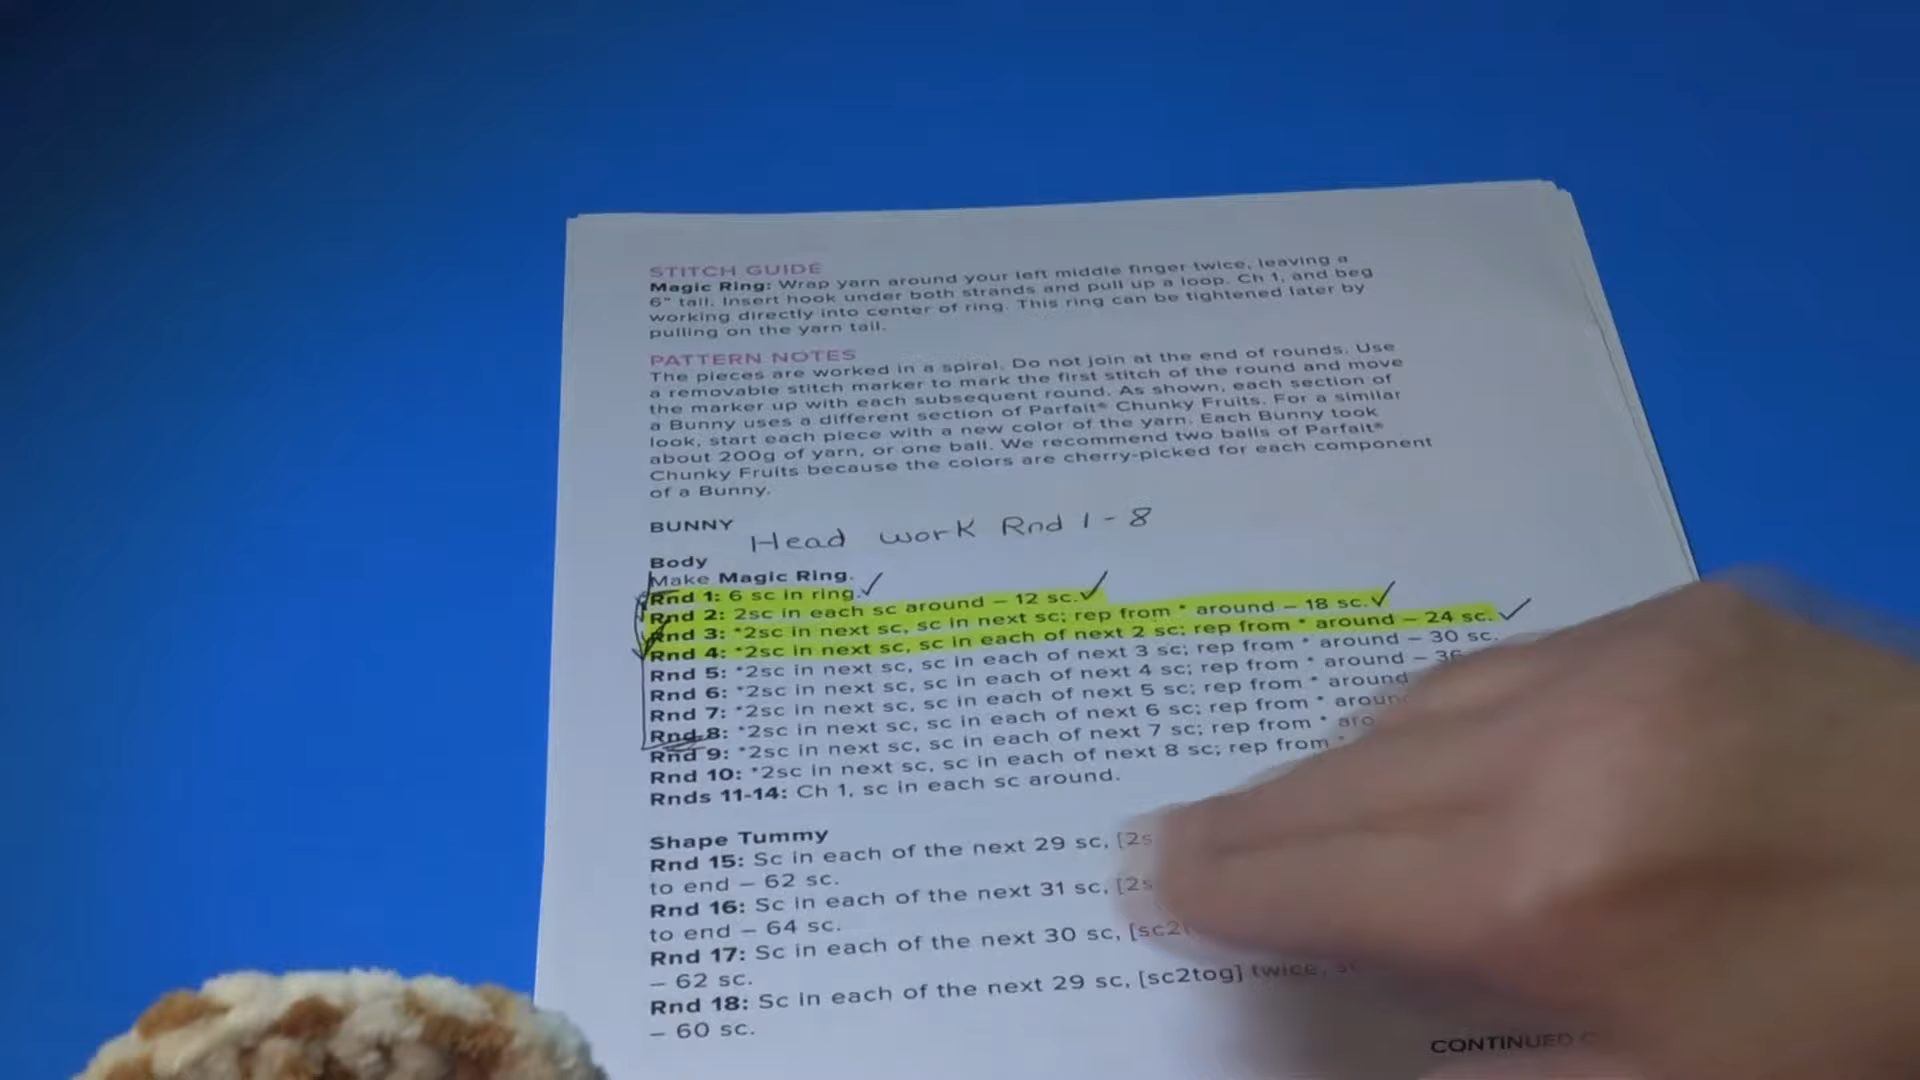 STITCH GUIDE
Magic Ring: Wrap yarn around your left middle finger twice, leaving a
6" tail. Insert hook under both strands and pull up a loop. Ch 1, and beg
working directly into center of ring. This ring can be tightened later by
pulling on the yarn tail.
PATTERN NOTES
The pieces are worked in a spiral. Do not join at the end of rounds. Use
a removable stitch marker to mark the first stitch of the round and move
the marker up with each subsequent round. As shown, each section of
a Bunny uses a different section of Parfait® Chunky Fruits. For a similar
look, start each piece with a new color of the yarn. Each Bunny took
about 200g of yarn, or one ball. We recommend two balls of Parfait®
Chunky Fruits because the colors are cherry-picked for each component
of a Bunny.
BUNNY
Head work Rnd 1-8
Body
Make Magic Ring.
Rnd 1: 6 sc in ring.
Rnd 2: 2sc in each sc around – 12 sc.
Rnd 3: *2sc in next sc, sc in next sc; rep from * around – 18 sc.
Rnd 4: *2sc in next sc, sc in each of next 2 sc; rep from * around – 24 sc.
Rnd 5: *2sc in next sc, sc in each of next 3 sc; rep from * around – 30 sc.
Rnd 6: *2sc in next sc, sc in each of next 4 sc; rep from * around – 36
Rnd 7: *2sc in next sc, sc in each of next 5 sc; rep from * around
Rnd 8: *2sc in next sc, sc in each of next 6 sc; rep from * aroun
Rnd 9: *2sc in next sc, sc in each of next 7 sc; rep from * aro
Rnd 10: *2sc in next sc, sc in each of next 8 sc; rep from *
Rnds 11-14: Ch 1, sc in each sc around.
Shape Tummy
Rnd 15: Sc in each of the next 29 sc, [2s
to end – 62 sc.
Rnd 16: Sc in each of the next 31 sc, [2s
to end – 64 sc.
Rnd 17: Sc in each of the next 30 sc, [sc2t
– 62 sc.
Rnd 18: Sc in each of the next 29 sc, [sc2tog] twice, sc
– 60 sc.
CONTINUED